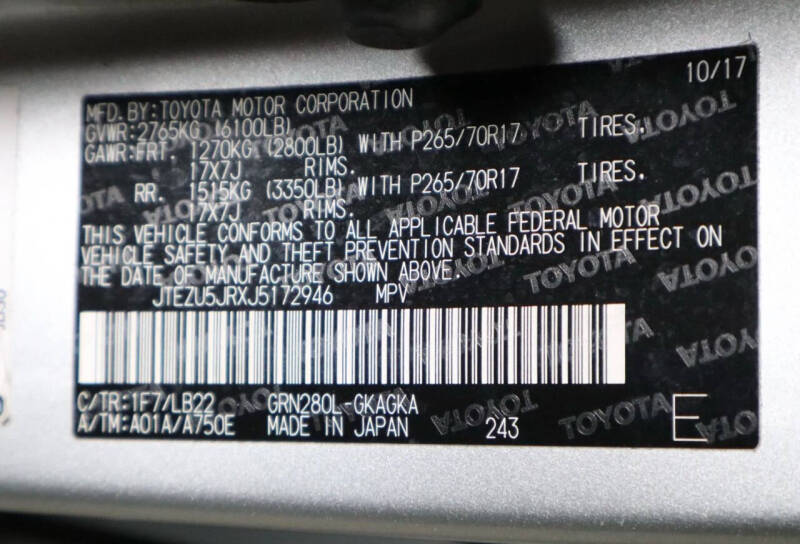 10/17
MFD. BY: TOYOTA MOTOR CORPORATION
GVWR: 2765KG (6100LB)
GAWR: FRT. 1270KG (2800LB) WITH P265/70R17 TIRES.
17X7J RIMS.
RR. 1515KG (3350LB) WITH P265/70R17 TIRES.
17X7J RIMS.
THIS VEHICLE CONFORMS TO ALL APPLICABLE FEDERAL MOTOR
VEHICLE SAFETY AND THEFT PREVENTION STANDARDS IN EFFECT ON
THE DATE OF MANUFACTURE SHOWN ABOVE.
JTEZU5JRXJ5172946 MPV
C/TR: 1F7/LB22 GRN280L-GKAGKA
A/TM: A01A/A750E MADE IN JAPAN 243 E